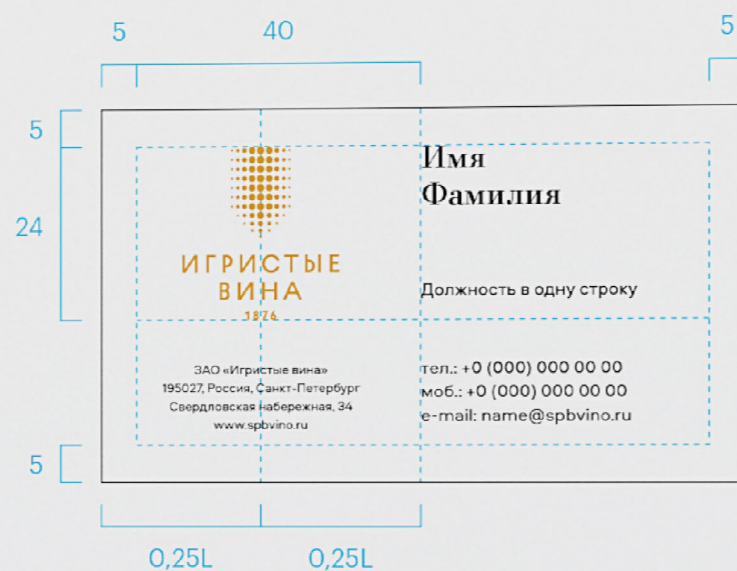 5
40
5
5
24
5
Имя
Фамилия
ИГРИСТЫЕ
ВИНА
1876
Должность в одну строку
ЗАО «Игристые вина»
195027, Россия, Санкт-Петербург
Свердловская набережная, 34
www.spbvino.ru
тел.: +0 (000) 000 00 00
моб.: +0 (000) 000 00 00
e-mail: name@spbvino.ru
0,25L
0,25L